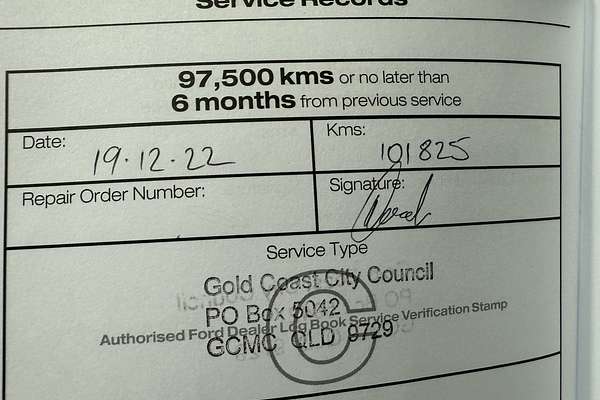 Service Records
97,500 kms or no later than
6 months from previous service
Date:
19.12.22
Kms:
101825
Repair Order Number:
Signature:
Service Type
Gold Coast City Council
PO Box 5042
Authorised Ford Dealer Log Book Service Verification Stamp
GCMC QLD 9729
C